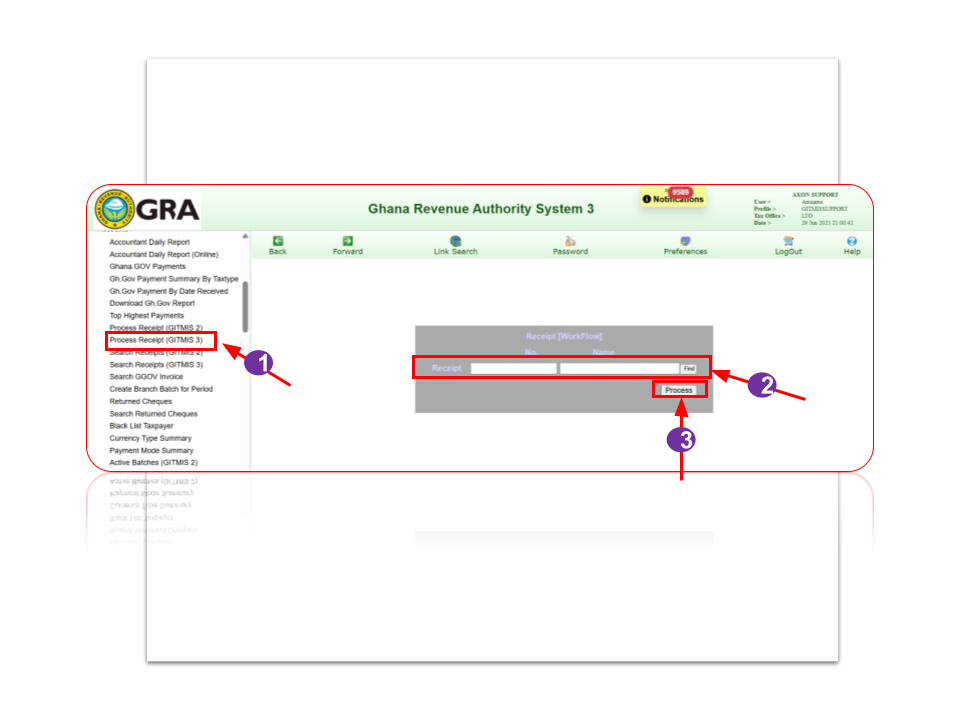 GRA
Ghana Revenue Authority System 3
9589
Notifications
AXON SUPPORT
User >
Profile > GITMISSUPPORT
Tax Office > LTO
Date > 29 Jun 2023 21:00:42
Back
Forward
Link Search
Password
Preferences
LogOut
Help
Accountant Daily Report
Accountant Daily Report (Online)
Ghana.GOV Payments
Gh.Gov Payment Summary By Taxtype
Gh.Gov Payment By Date Received
Download Gh.Gov Report
Top Highest Payments
Process Receipt (GITMIS 2)
Process Receipt (GITMIS 3)
Search Receipts (GITMIS 2)
Search Receipts (GITMIS 3)
Search GGOV Invoice
Create Branch Batch for Period
Returned Cheques
Search Returned Cheques
Black List Taxpayer
Currency Type Summary
Payment Mode Summary
Active Batches (GITMIS 2)
1
Receipt [WorkFlow]
No. Name
Receipt Find
2
Process
3